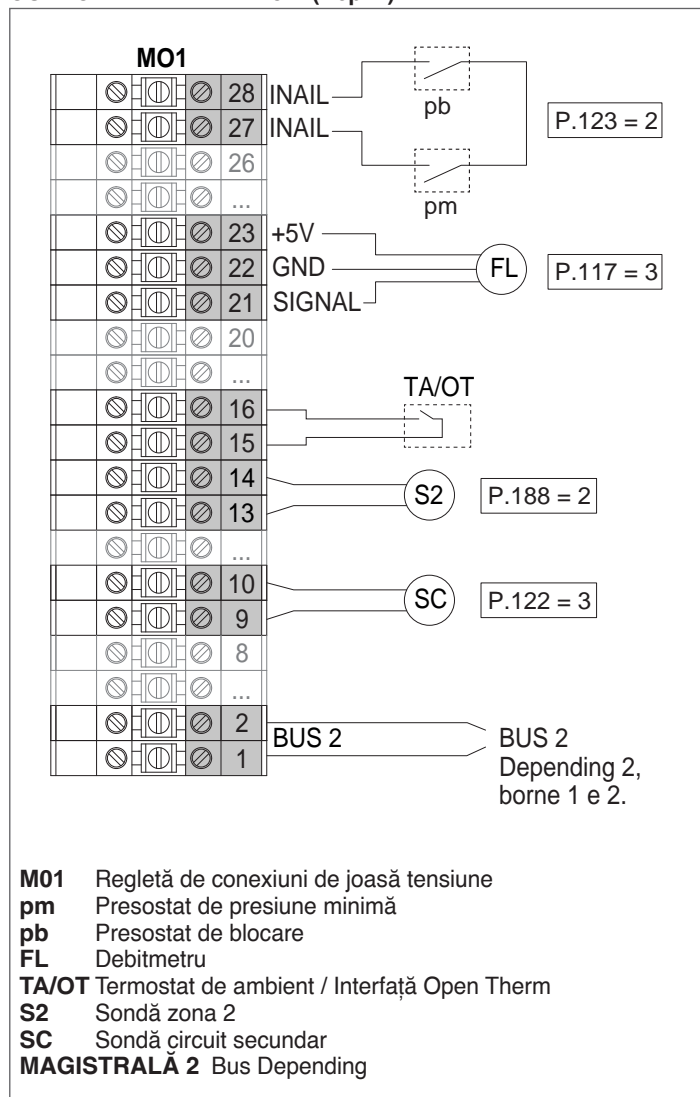 MO1
28 INAIL
pb
27 INAIL
P.123 = 2
26
...
pm
23 +5V
22 GND
FL
P.117 = 3
21 SIGNAL
20
...
TA/OT
16
15
14
S2
P.188 = 2
13
...
10
SC
P.122 = 3
9
8
...
2
BUS 2
BUS 2
1
Depending 2,
borne 1 e 2.
M01 Regletă de conexiuni de joasă tensiune
pm Presostat de presiune minimă
pb Presostat de blocare
FL Debitmetru
TA/OT Termostat de ambient / Interfață Open Therm
S2 Sondă zona 2
SC Sondă circuit secundar
MAGISTRALĂ 2 Bus Depending